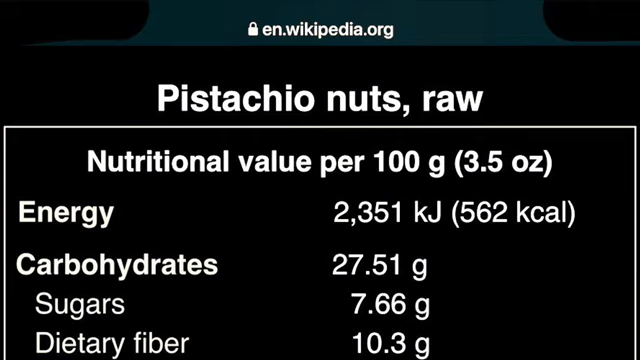 en.wikipedia.org
Pistachio nuts, raw
Nutritional value per 100 g (3.5 oz)
Energy 2,351 kJ (562 kcal)
Carbohydrates 27.51 g
Sugars 7.66 g
Dietary fiber 10.3 g